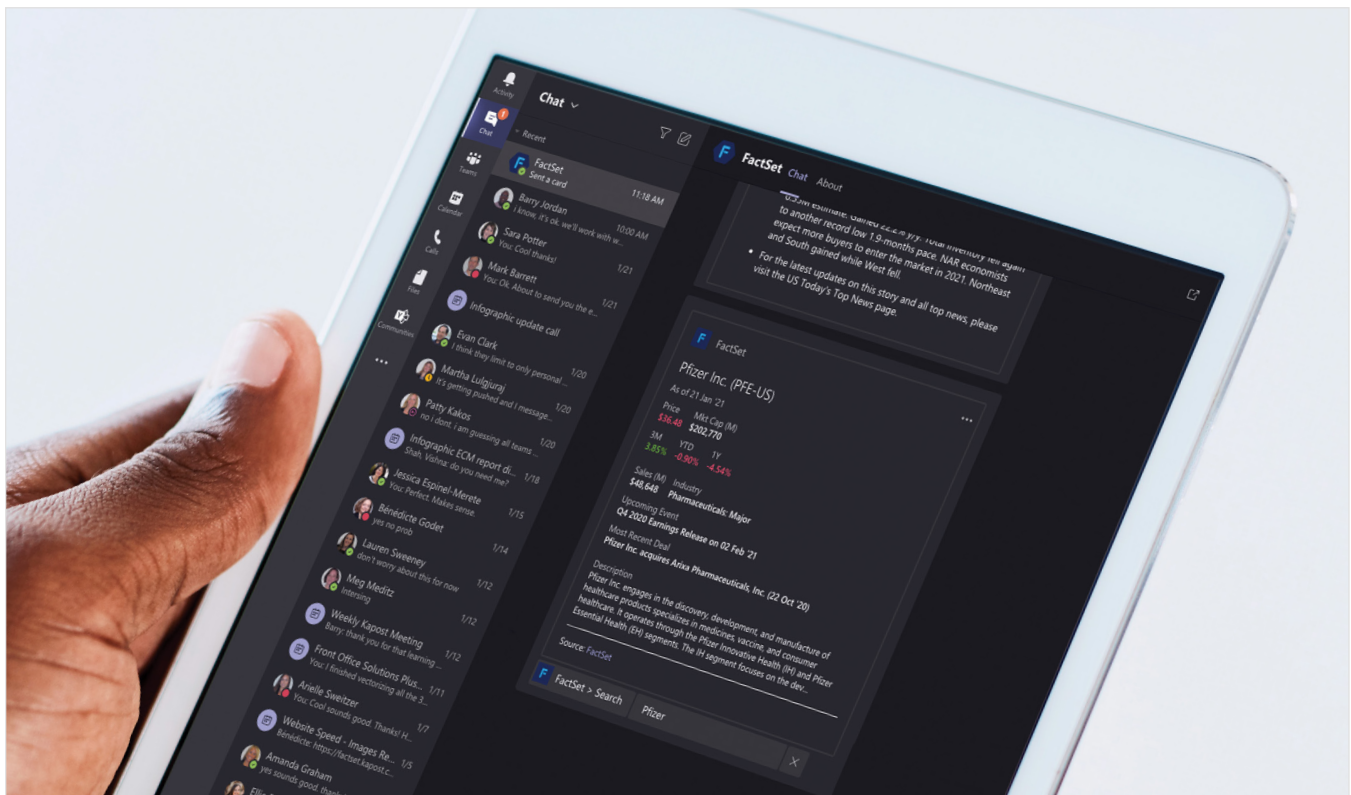 Activity
Chat
1
Teams
Calendar
Calls
Files
Communities
Chat
Recent
FactSet
Sent a card
11:18 AM
Barry Jordan
i know, it's ok. we'll work with w...
10:00 AM
Sara Potter
You: Cool thanks!
1/21
Mark Barrett
You: Ok. About to send you the e...
1/21
Infographic update call
Evan Clark
I think they limit to only personal ...
1/20
Martha Lulgjuraj
It's getting pushed and I message...
1/20
Patty Kakos
no i dont. i am guessing all teams ...
1/20
Infographic ECM report di...
Shah, Vishna: do you need me?
1/18
Jessica Espinel-Merete
You: Perfect. Makes sense.
1/15
Bénédicte Godet
yes no prob
1/14
Lauren Sweeney
don't worry about this for now
1/12
Meg Meditz
Intersing
1/12
Weekly Kapost Meeting
Barry: thank you for that learning ...
1/12
Front Office Solutions Plus...
You: I finished vectorizing all the 3...
1/11
Arielle Sweitzer
You: Cool sounds good. Thanks! H...
1/7
Website Speed - Images Re...
Bénédicte: https://factset.kapost.c...
1/5
Amanda Graham
yes sounds good. thank
F FactSet Chat About
estimate. Gained 22.2% y/y. Total inventory fell again
to another record low 1.9-months pace. NAR economists
expect more buyers to enter the market in 2021. Northeast
and South gained while West fell.
• For the latest updates on this story and all top news, please
visit the US Today's Top News page.
F FactSet
Pfizer Inc. (PFE-US)
As of 21 Jan '21
Price Mkt Cap (M)
$36.48 $202,770
3M YTD 1Y
3.85% -0.90% -4.54%
Sales (M) Industry
$48,648 Pharmaceuticals: Major
Upcoming Event
Q4 2020 Earnings Release on 02 Feb '21
Most Recent Deal
Pfizer Inc. acquires Arixa Pharmaceuticals, Inc. (22 Oct '20)
Description
Pfizer Inc. engages in the discovery, development, and manufacture of
healthcare products specializes in medicines, vaccine, and consumer
healthcare. It operates through the Pfizer Innovative Health (IH) and Pfizer
Essential Health (EH) segments. The IH segment focuses on the dev...
Source: FactSet
F FactSet > Search Pfizer